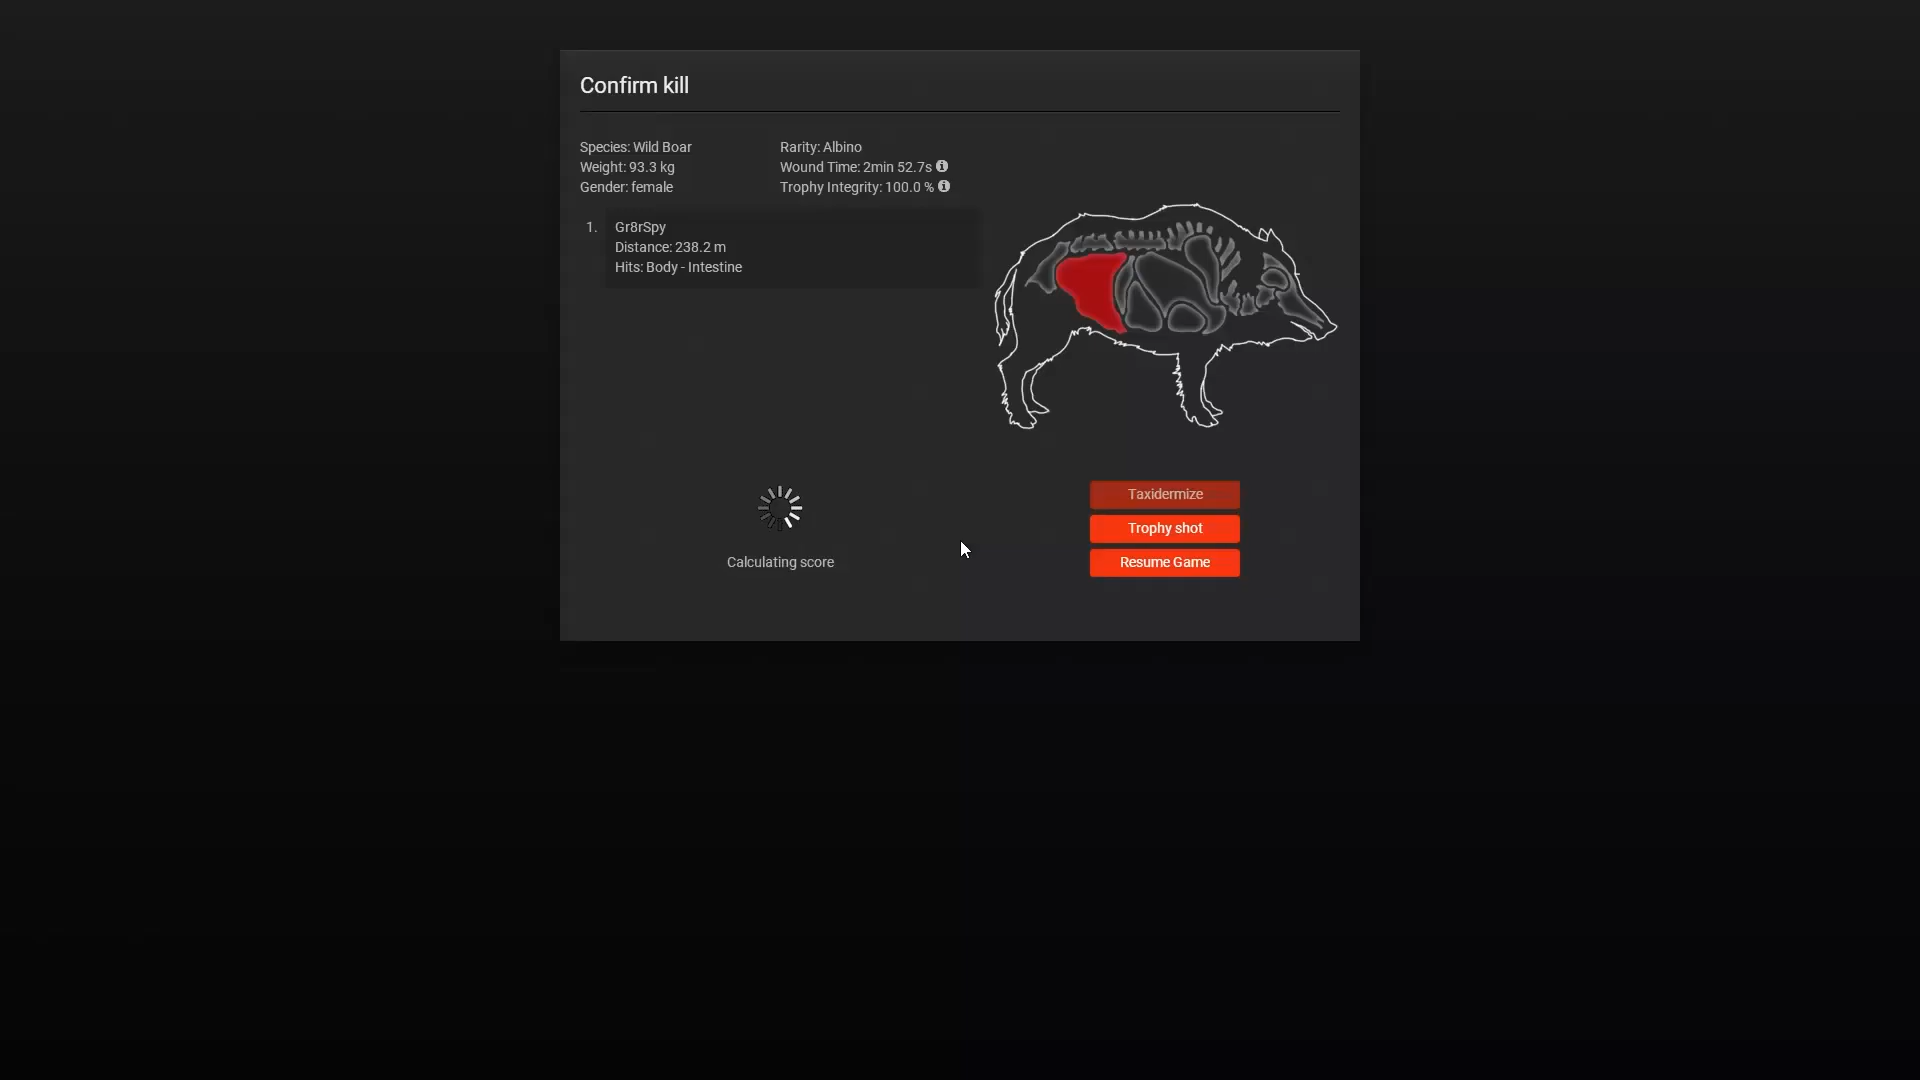 Confirm kill
Species: Wild Boar
Weight: 93.3 kg
Gender: female
Rarity: Albino
Wound Time: 2min 52.7s
Trophy Integrity: 100.0 %
1.
Gr8rSpy
Distance: 238.2 m
Hits: Body - Intestine
Calculating score
Taxidermize
Trophy shot
Resume Game